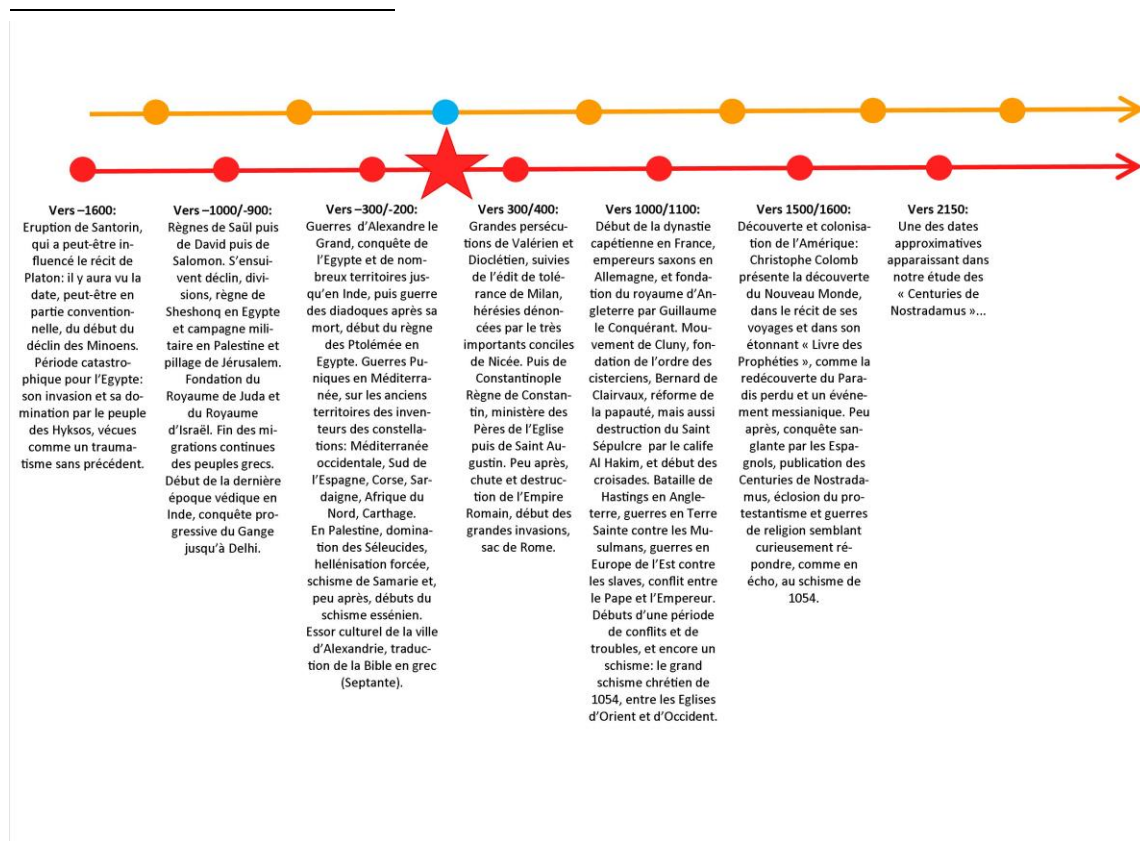 Vers –1600:
Eruption de Santorin,
qui a peut-être in-
fluencé le récit de
Platon: il y aura vu la
date, peut-être en
partie convention-
nelle, du début du
déclin des Minoens.
Période catastro-
phique pour l'Egypte:
son invasion et sa do-
mination par le peuple
des Hyksos, vécues
comme un trauma-
tisme sans précédent.
Vers –1000/-900:
Règnes de Saül puis
de David puis de
Salomon. S'ensui-
vent déclin, divi-
sions, règne de
Sheshonq en Egypte
et campagne mili-
taire en Palestine et
pillage de Jérusalem.
Fondation du
Royaume de Juda et
du Royaume
d'Israël. Fin des mi-
grations continues
des peuples grecs.
Début de la dernière
époque védique en
Inde, conquête pro-
gressive du Gange
jusqu'à Delhi.
Vers –300/-200:
Guerres d'Alexandre le
Grand, conquête de
l'Egypte et de nom-
breux territoires jus-
qu'en Inde, puis guerre
des diadoques après sa
mort, début du règne
des Ptolémée en
Egypte. Guerres Pu-
niques en Méditerra-
née, sur les anciens
territoires des inven-
teurs des constella-
tions: Méditerranée
occidentale, Sud de
l'Espagne, Corse, Sar-
daigne, Afrique du
Nord, Carthage.
En Palestine, domina-
tion des Séleucides,
hellénisation forcée,
schisme de Samarie et,
peu après, débuts du
schisme essénien.
Essor culturel de la ville
d'Alexandrie, traduc-
tion de la Bible en grec
(Septante).
Vers 300/400:
Grandes persécu-
tions de Valérien et
Dioclétien, suivies
de l'édit de tolé-
rance de Milan,
hérésies dénon-
cées par le très
importants conciles
de Nicée. Puis de
Constantinople
Règne de Constan-
tin, ministère des
Pères de l'Eglise
puis de Saint Au-
gustin. Peu après,
chute et destruc-
tion de l'Empire
Romain, début des
grandes invasions,
sac de Rome.
Vers 1000/1100:
Début de la dynastie
capétienne en France,
empereurs saxons en
Allemagne, et fonda-
tion du royaume d'An-
gleterre par Guillaume
le Conquérant. Mou-
vement de Cluny, fon-
dation de l'ordre des
cisterciens, Bernard de
Clairvaux, réforme de
la papauté, mais aussi
destruction du Saint
Sépulcre par le calife
Al Hakim, et début des
croisades. Bataille de
Hastings en Angle-
terre, guerres en Terre
Sainte contre les Mu-
sulmans, guerres en
Europe de l'Est contre
les slaves, conflit entre
le Pape et l'Empereur.
Débuts d'une période
de conflits et de
troubles, et encore un
schisme: le grand
schisme chrétien de
1054, entre les Eglises
d'Orient et d'Occident.
Vers 1500/1600:
Découverte et colonisa-
tion de l'Amérique:
Christophe Colomb
présente la découverte
du Nouveau Monde,
dans le récit de ses
voyages et dans son
étonnant « Livre des
Prophéties », comme la
redécouverte du Para-
dis perdu et un événe-
ment messianique. Peu
après, conquête san-
glante par les Espa-
gnols, publication des
Centuries de Nostrada-
mus, éclosion du pro-
testantisme et guerres
de religion semblant
curieusement ré-
pondre, comme en
écho, au schisme de
1054.
Vers 2150:
Une des dates
approximatives
apparaissant dans
notre étude des
« Centuries de
Nostradamus »...